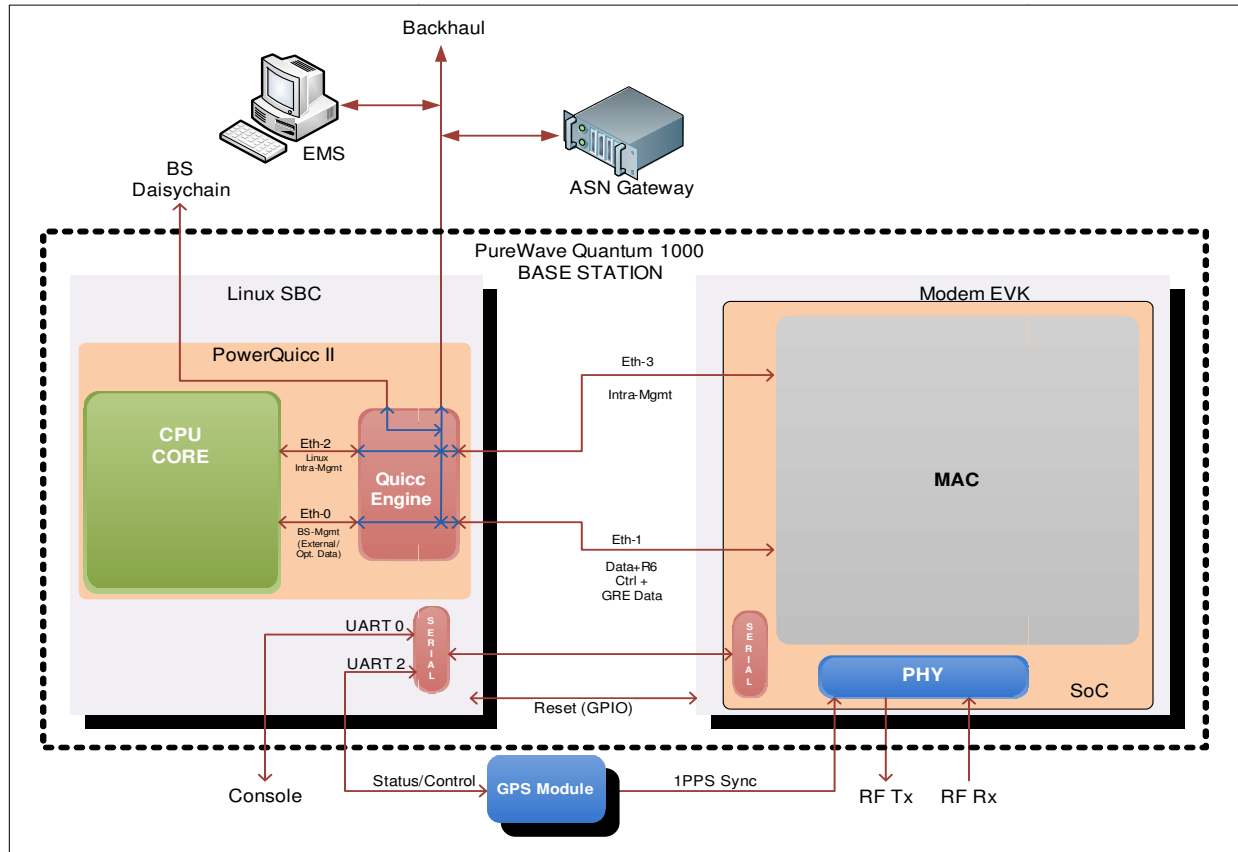 Backhaul
EMS
ASN Gateway
BS
Daisychain
PureWave Quantum 1000
BASE STATION
Linux SBC
Modem EVK
PowerQuicc II
CPU
CORE
Eth-2
Linux
Intra-Mgmt
Eth-0
BS-Mgmt
(External/
Opt. Data)
Quicc
Engine
Eth-3
Intra-Mgmt
Eth-1
Data+R6
Ctrl +
GRE Data
MAC
UART 0
UART 2
SERIAL
SERIAL
PHY
SoC
Reset (GPIO)
Console
Status/Control
GPS Module
1PPS Sync
RF Tx
RF Rx